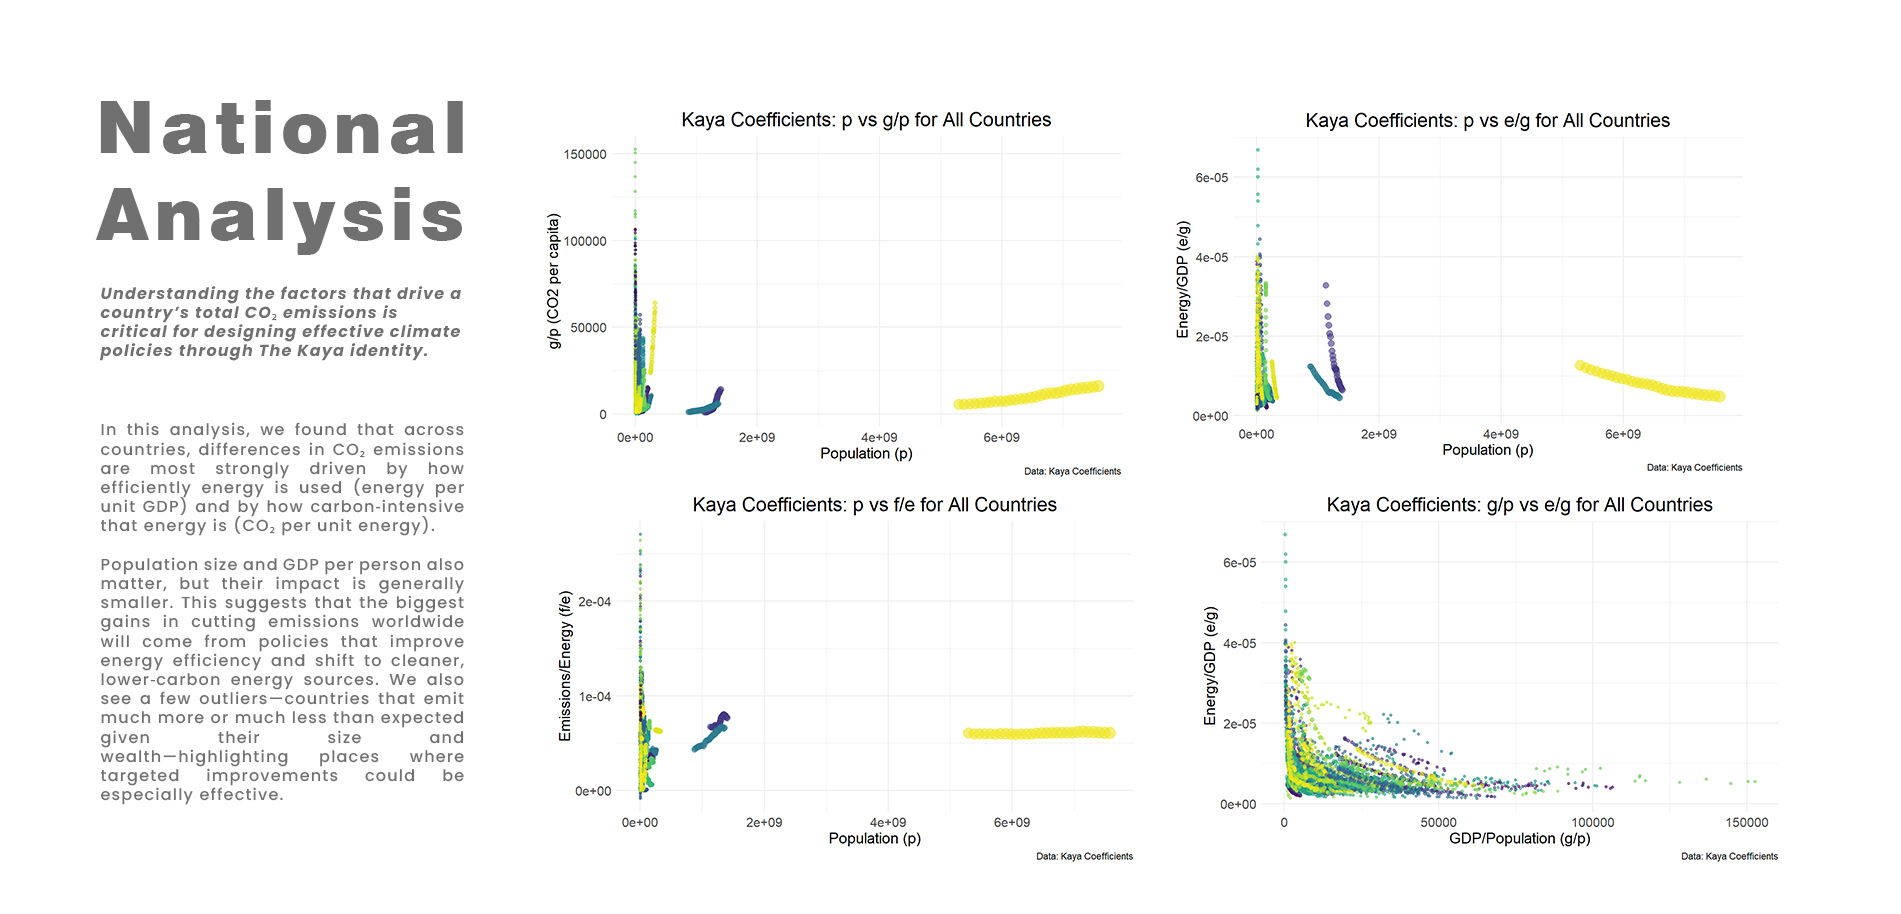 National
Analysis
Understanding the factors that drive a
country's total CO₂ emissions is
critical for designing effective climate
policies through The Kaya identity.
In this analysis, we found that across
countries, differences in CO₂ emissions
are most strongly driven by how
efficiently energy is used (energy per
unit GDP) and by how carbon-intensive
that energy is (CO₂ per unit energy).
Population size and GDP per person also
matter, but their impact is generally
smaller. This suggests that the biggest
gains in cutting emissions worldwide
will come from policies that improve
energy efficiency and shift to cleaner,
lower-carbon energy sources. We also
see a few outliers—countries that emit
much more or much less than expected
given their size and
wealth—highlighting places where
targeted improvements could be
especially effective.
Kaya Coefficients: p vs g/p for All Countries
g/p (CO2 per capita)
150000
100000
50000
0
0e+00 2e+09 4e+09 6e+09
Population (p)
Data: Kaya Coefficients
Kaya Coefficients: p vs e/g for All Countries
Energy/GDP (e/g)
6e-05
4e-05
2e-05
0e+00
0e+00 2e+09 4e+09 6e+09
Population (p)
Data: Kaya Coefficients
Kaya Coefficients: p vs f/e for All Countries
Emissions/Energy (f/e)
2e-04
1e-04
0e+00
0e+00 2e+09 4e+09 6e+09
Population (p)
Data: Kaya Coefficients
Kaya Coefficients: g/p vs e/g for All Countries
Energy/GDP (e/g)
6e-05
4e-05
2e-05
0e+00
0 50000 100000 150000
GDP/Population (g/p)
Data: Kaya Coefficients